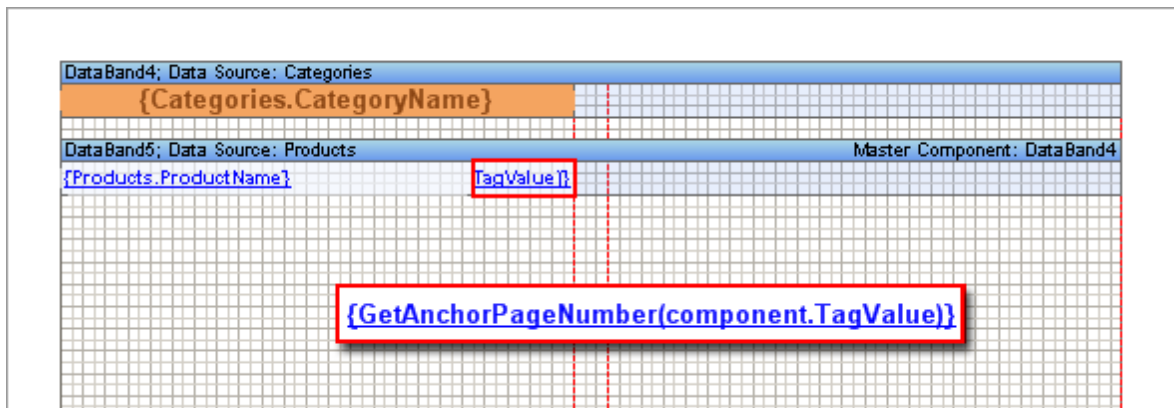 DataBand4; Data Source: Categories
{Categories.CategoryName}
DataBand5; Data Source: Products Master Component: DataBand4
{Products.ProductName} TagValue)}
{GetAnchorPageNumber(component.TagValue)}